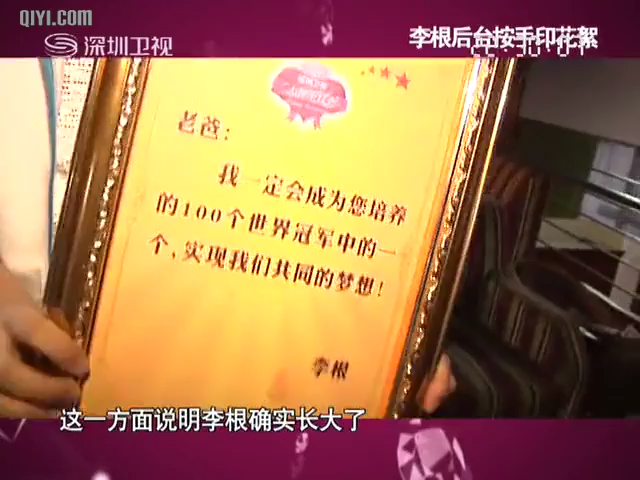 QIYI.COM
深圳卫视
李根后台按手印花絮
老爸:
我一定会成为您培养
的100个世界冠军中的一
个,实现我们共同的梦想!
李根
这一方面说明李根确实长大了